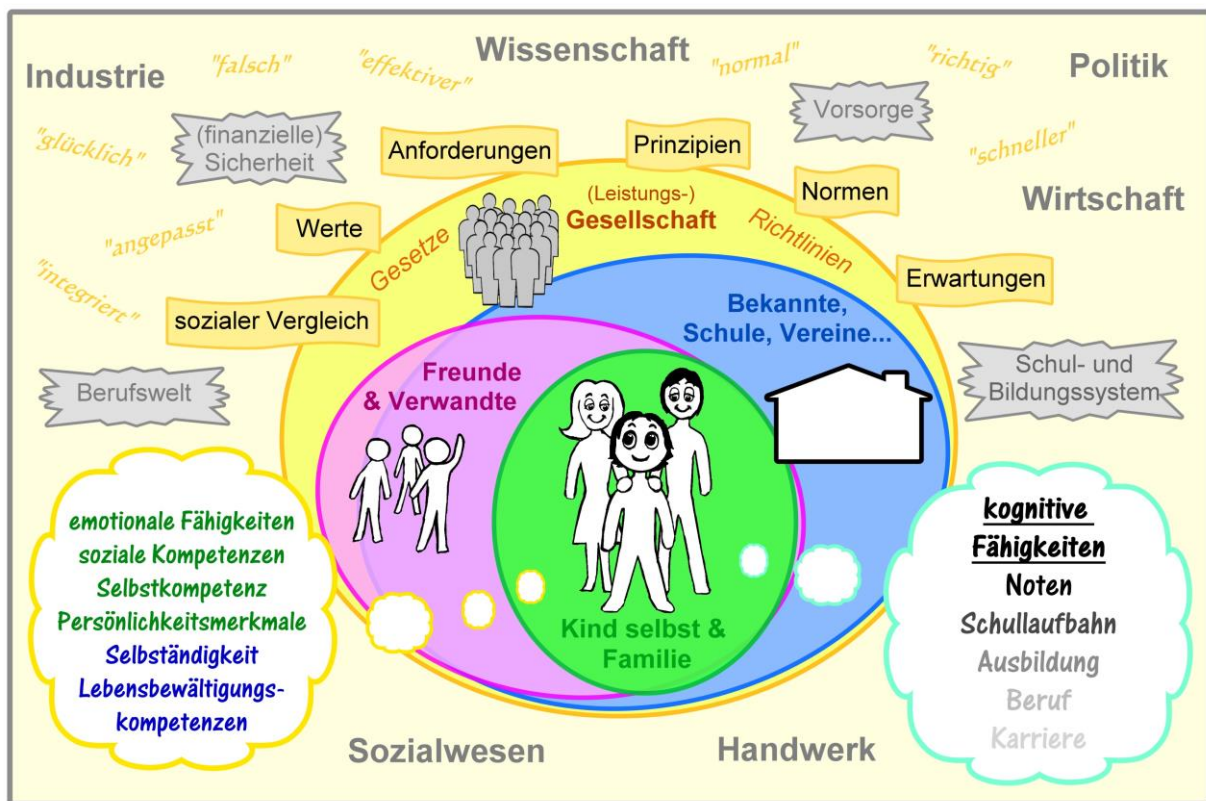 Wissenschaft
Industrie
"falsch"
"effektiver"
"normal"
"richtig"
Politik
"glücklich"
(finanzielle)
Sicherheit
Anforderungen
Prinzipien
Vorsorge
"schneller"
Wirtschaft
"angepasst"
Werte
Gesetze
(Leistungs-)
Gesellschaft
Richtlinien
Normen
Erwartungen
"integriert"
sozialer Vergleich
Bekannte,
Schule, Vereine...
Berufswelt
Freunde
& Verwandte
Schul- und
Bildungssystem
emotionale Fähigkeiten
soziale Kompetenzen
Selbstkompetenz
Persönlichkeitsmerkmale
Selbständigkeit
Lebensbewältigungs-
kompetenzen
Kind selbst &
Familie
kognitive
Fähigkeiten
Noten
Schullaufbahn
Ausbildung
Beruf
Karriere
Sozialwesen
Handwerk